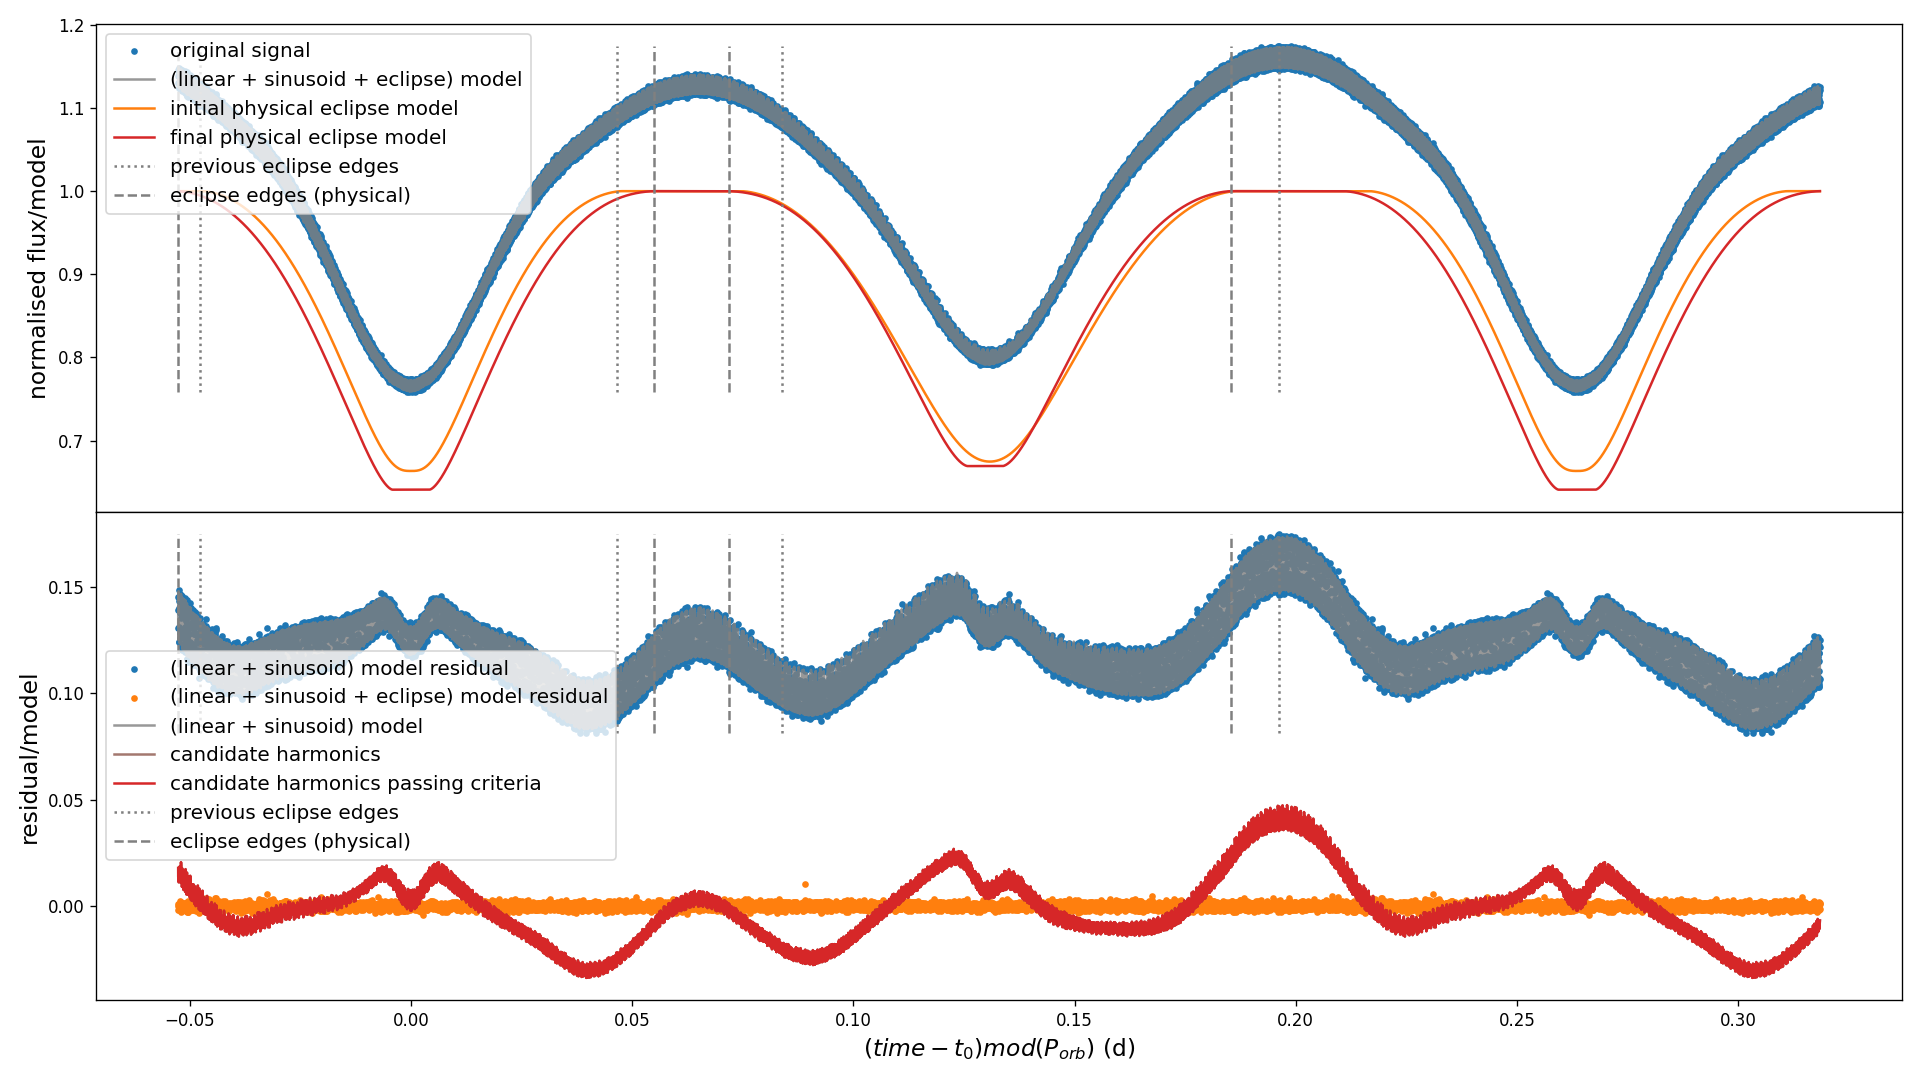 normalised flux/model
1.2
1.1
1.0
0.9
0.8
0.7
original signal
(linear + sinusoid + eclipse) model
initial physical eclipse model
final physical eclipse model
previous eclipse edges
eclipse edges (physical)
residual/model
0.15
0.10
0.05
0.00
(linear + sinusoid) model residual
(linear + sinusoid + eclipse) model residual
(linear + sinusoid) model
candidate harmonics
candidate harmonics passing criteria
previous eclipse edges
eclipse edges (physical)
−0.05 0.00 0.05 0.10 0.15 0.20 0.25 0.30
(time − t₀)mod(P_orb) (d)